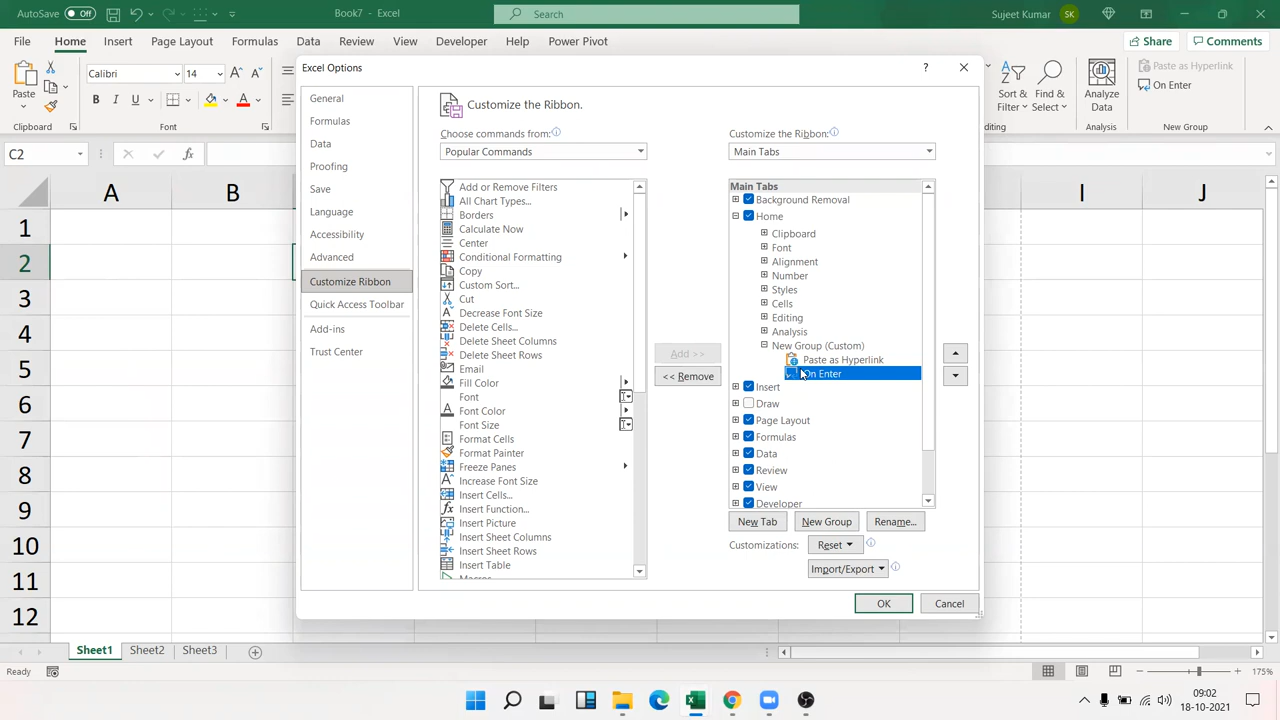 AutoSave Off Book7 - Excel Search Sujeet Kumar SK
File Home Insert Page Layout Formulas Data Review View Developer Help Power Pivot Share Comments
Paste Calibri 14 A A B I U A Sort & Filter Find & Select Analyze Data Paste as Hyperlink On Enter
Clipboard Font diting Analysis New Group
C2 fx
A B I J
1
2
3
4
5
6
7
8
9
10
11
12
Excel Options ?
General
Formulas
Data
Proofing
Save
Language
Accessibility
Advanced
Customize Ribbon
Quick Access Toolbar
Add-ins
Trust Center
Customize the Ribbon.
Choose commands from:
Popular Commands
Add or Remove Filters
All Chart Types...
Borders
Calculate Now
Center
Conditional Formatting
Copy
Custom Sort...
Cut
Decrease Font Size
Delete Cells...
Delete Sheet Columns
Delete Sheet Rows
Email
Fill Color
Font
Font Color
Font Size
Format Cells
Format Painter
Freeze Panes
Increase Font Size
Insert Cells...
Insert Function...
Insert Picture
Insert Sheet Columns
Insert Sheet Rows
Insert Table
Macros
Add >>
<< Remove
Customize the Ribbon:
Main Tabs
Main Tabs
Background Removal
Home
Clipboard
Font
Alignment
Number
Styles
Cells
Editing
Analysis
New Group (Custom)
Paste as Hyperlink
On Enter
Insert
Draw
Page Layout
Formulas
Data
Review
View
Developer
New Tab New Group Rename...
Customizations: Reset
Import/Export
OK Cancel
Sheet1 Sheet2 Sheet3
Ready 175%
09:02
18-10-2021